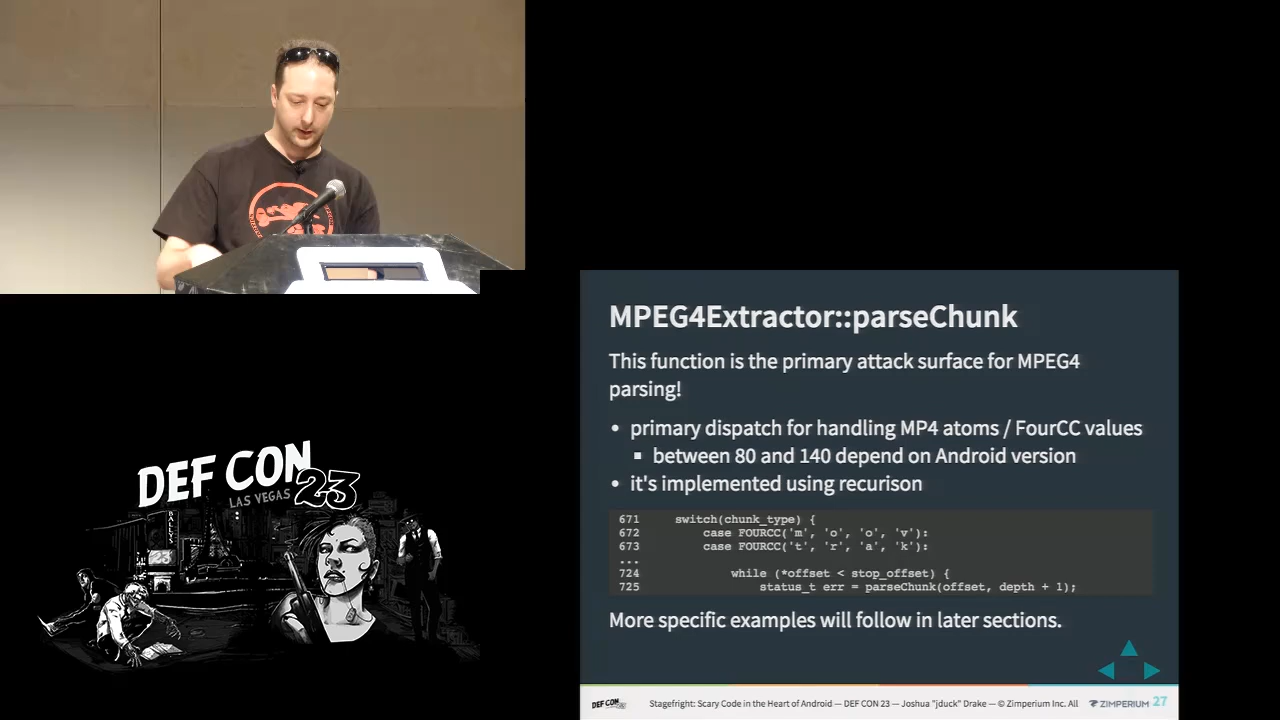 MPEG4Extractor::parseChunk
This function is the primary attack surface for MPEG4
parsing!
• primary dispatch for handling MP4 atoms / FourCC values
▪ between 80 and 140 depend on Android version
• it's implemented using recurison
671 switch(chunk_type) {
672 case FOURCC('m', 'o', 'o', 'v'):
673 case FOURCC('t', 'r', 'a', 'k'):
...
724 while (*offset < stop_offset) {
725 status_t err = parseChunk(offset, depth + 1);
More specific examples will follow in later sections.
DEF CON
LAS VEGAS 23
BALLYS
23
DEF CON
Stagefright: Scary Code in the Heart of Android — DEF CON 23 — Joshua "jduck" Drake — © Zimperium Inc. All
ZIMPERIUM 27